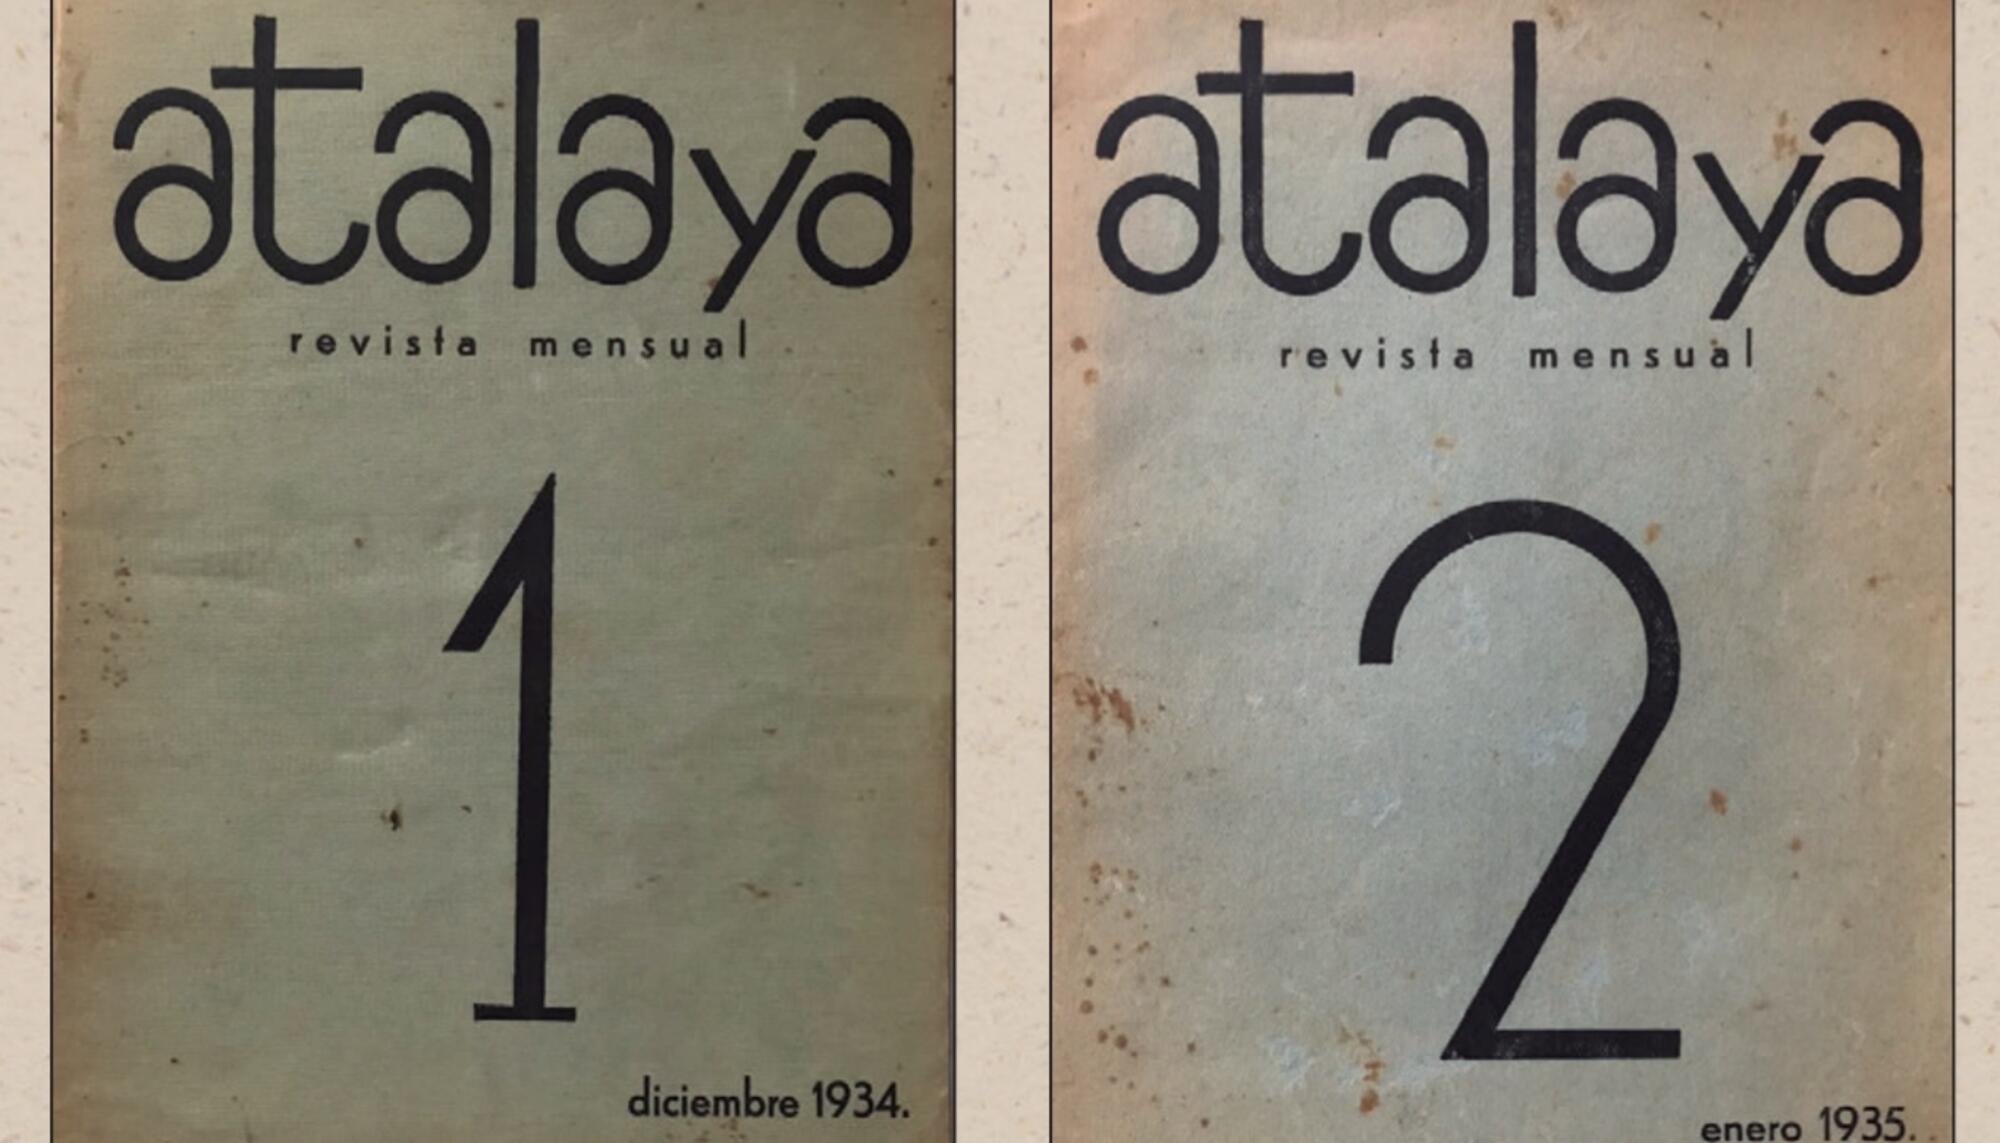 atalaya
revista mensual
1
diciembre 1934.
atalaya
revista mensual
2
enero 1935.